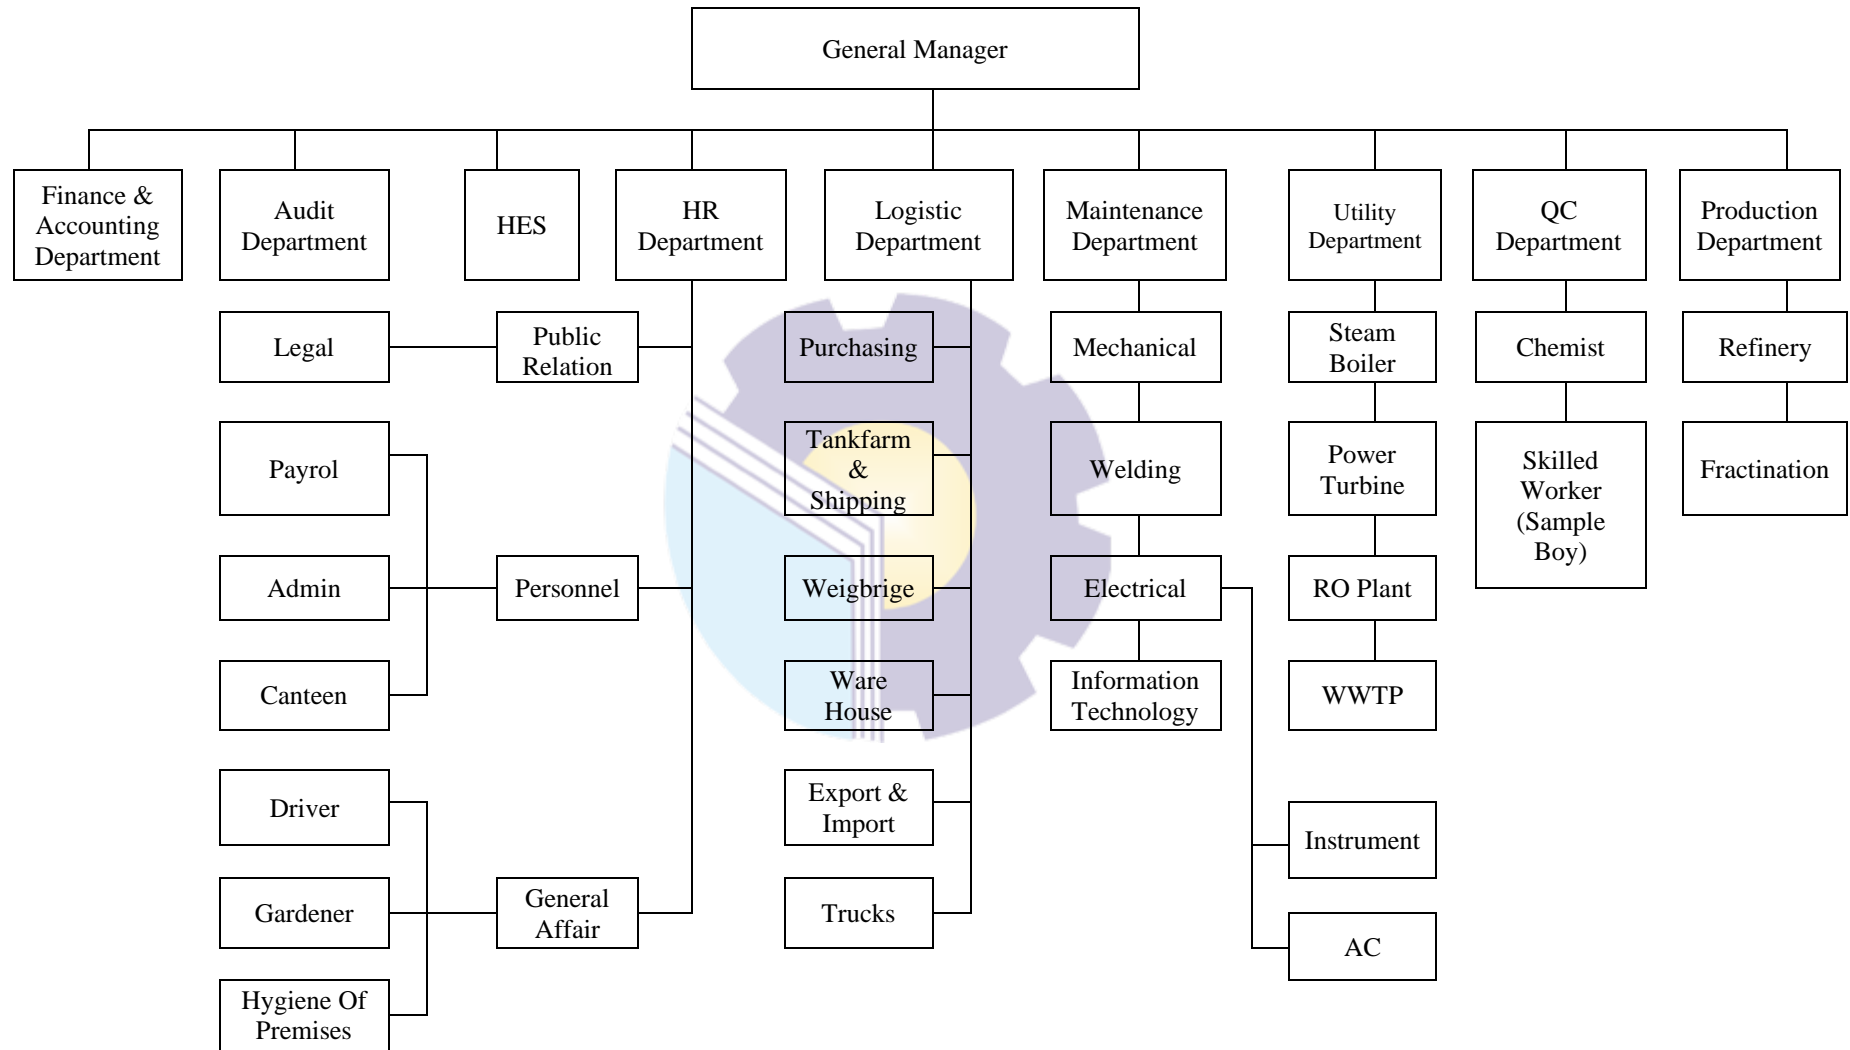 General Manager
Finance &
Accounting
Department
Audit
Department
HES
HR
Department
Logistic
Department
Maintenance
Department
Utility
Department
QC
Department
Production
Department
Legal
Public
Relation
Purchasing
Mechanical
Steam
Boiler
Chemist
Refinery
Payrol
Tankfarm
&
Shipping
Welding
Power
Turbine
Skilled
Worker
(Sample
Boy)
Fractination
Admin
Personnel
Weigbrige
Electrical
RO Plant
Canteen
Ware
House
Information
Technology
WWTP
Driver
Export &
Import
Instrument
Gardener
General
Affair
Trucks
AC
Hygiene Of
Premises